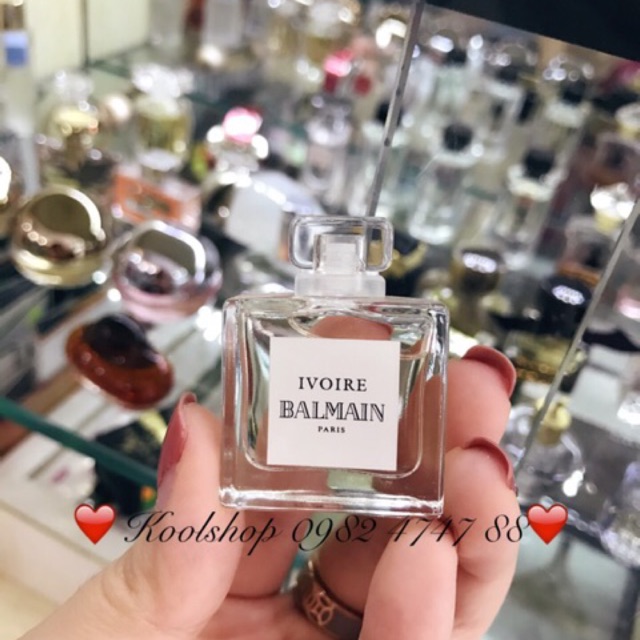 IVOIRE
BALMAIN
PARIS
Koolshop 0982 4747 88